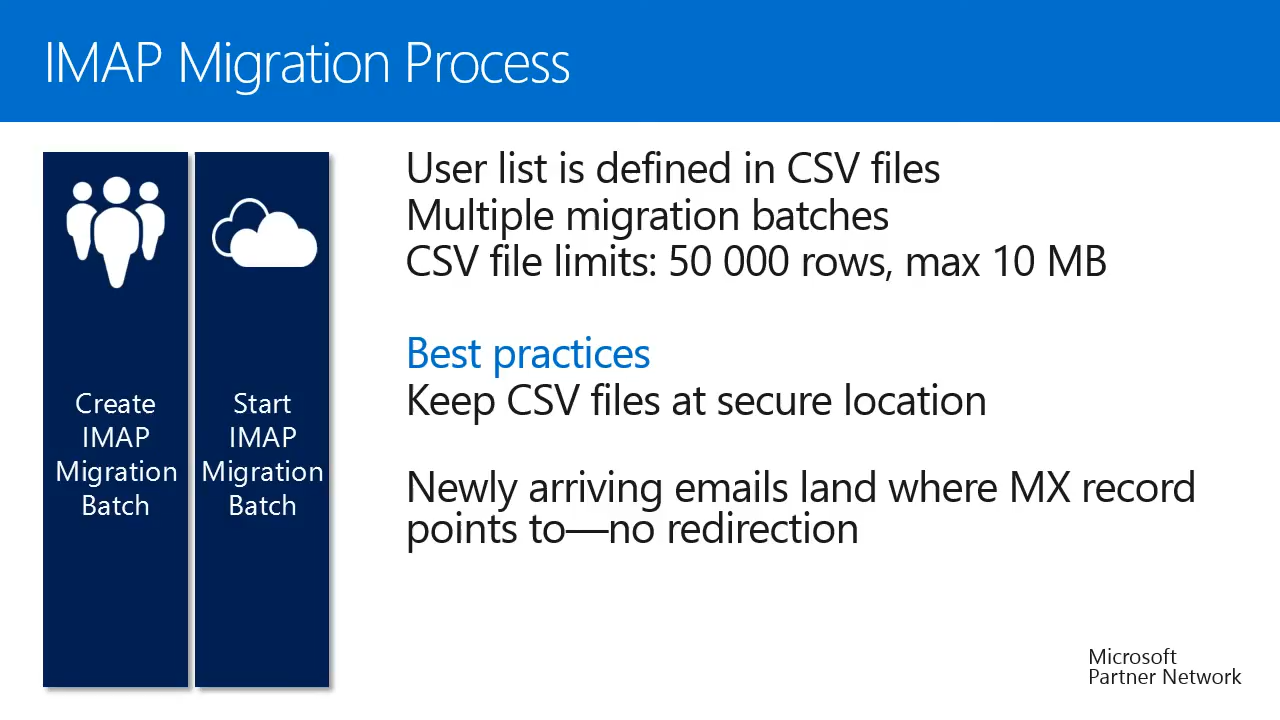 IMAP Migration Process
Create
IMAP
Migration
Batch
Start
IMAP
Migration
Batch
User list is defined in CSV files
Multiple migration batches
CSV file limits: 50 000 rows, max 10 MB
Best practices
Keep CSV files at secure location
Newly arriving emails land where MX record
points to—no redirection
Microsoft
Partner Network